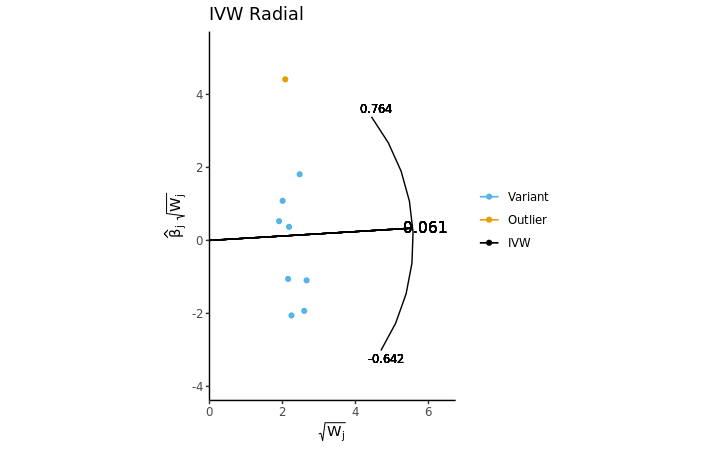 IVW Radial
β̂j √Wj
4
2
0
-2
-4
0.764
0.061
-0.642
0
2
4
6
√Wj
Variant
Outlier
IVW